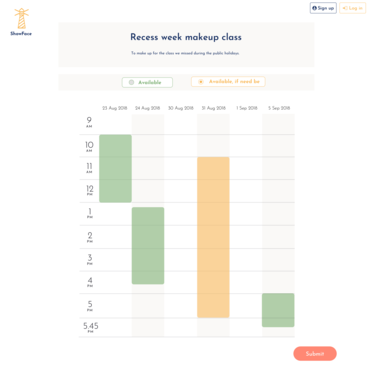 Sign up
Log in
ShowFace
Recess week makeup class
To make up for the class we missed during the public holidays.
Available
Available, if need be
23 Aug 2018 24 Aug 2018 30 Aug 2018 31 Aug 2018 1 Sep 2018 5 Sep 2018
9 AM
10 AM
11 AM
12 PM
1 PM
2 PM
3 PM
4 PM
5 PM
5.45 PM
Submit